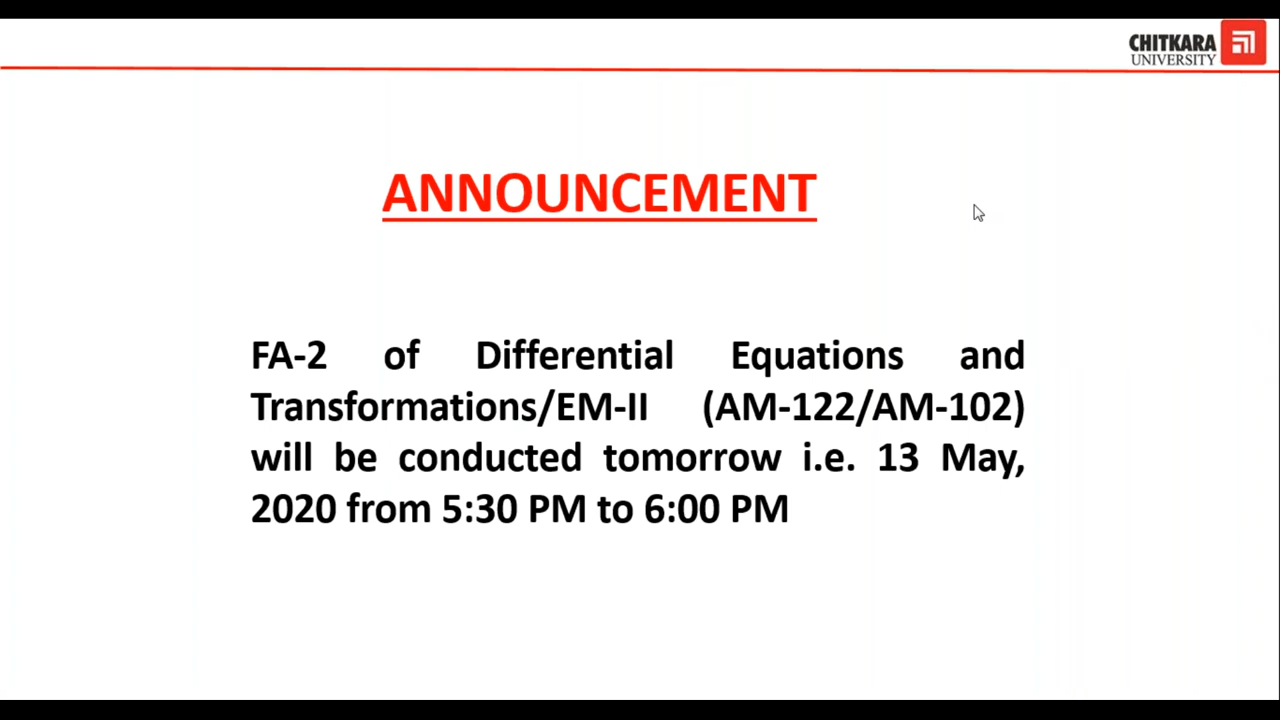 CHITKARA
UNIVERSITY
ANNOUNCEMENT
FA-2 of Differential Equations and
Transformations/EM-II (AM-122/AM-102)
will be conducted tomorrow i.e. 13 May,
2020 from 5:30 PM to 6:00 PM